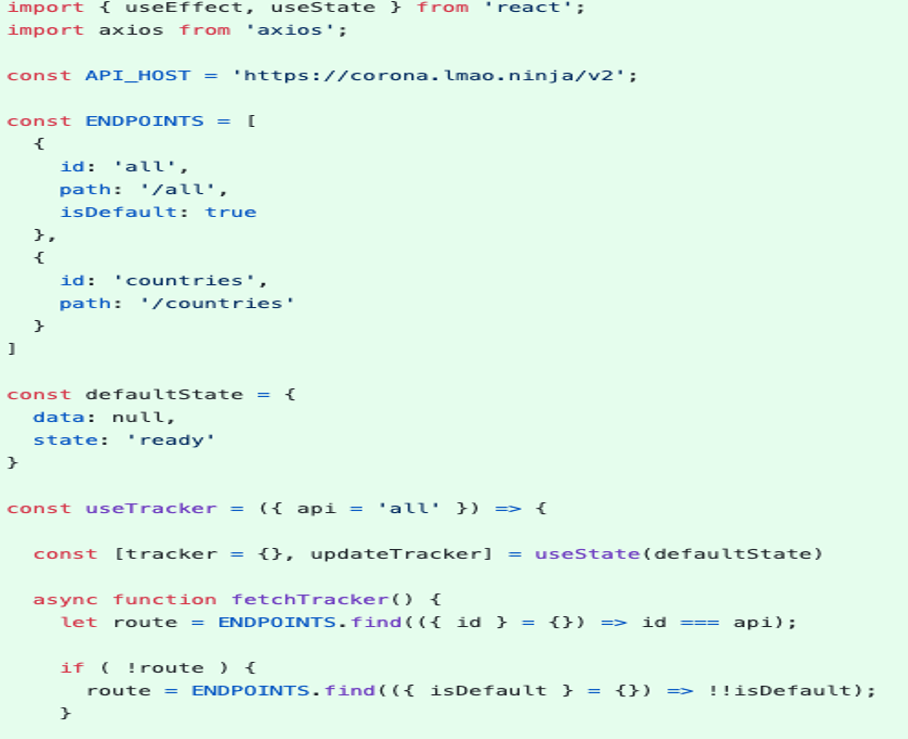 import { useEffect, useState } from 'react';
import axios from 'axios';
const API_HOST = 'https://corona.lmao.ninja/v2';
const ENDPOINTS = [
{
id: 'all',
path: '/all',
isDefault: true
},
{
id: 'countries',
path: '/countries'
}
]
const defaultState = {
data: null,
state: 'ready'
}
const useTracker = ({ api = 'all' }) => {
const [tracker = {}, updateTracker] = useState(defaultState)
async function fetchTracker() {
let route = ENDPOINTS.find(({ id } = {}) => id === api);
if ( !route ) {
route = ENDPOINTS.find(({ isDefault } = {}) => !!isDefault);
}